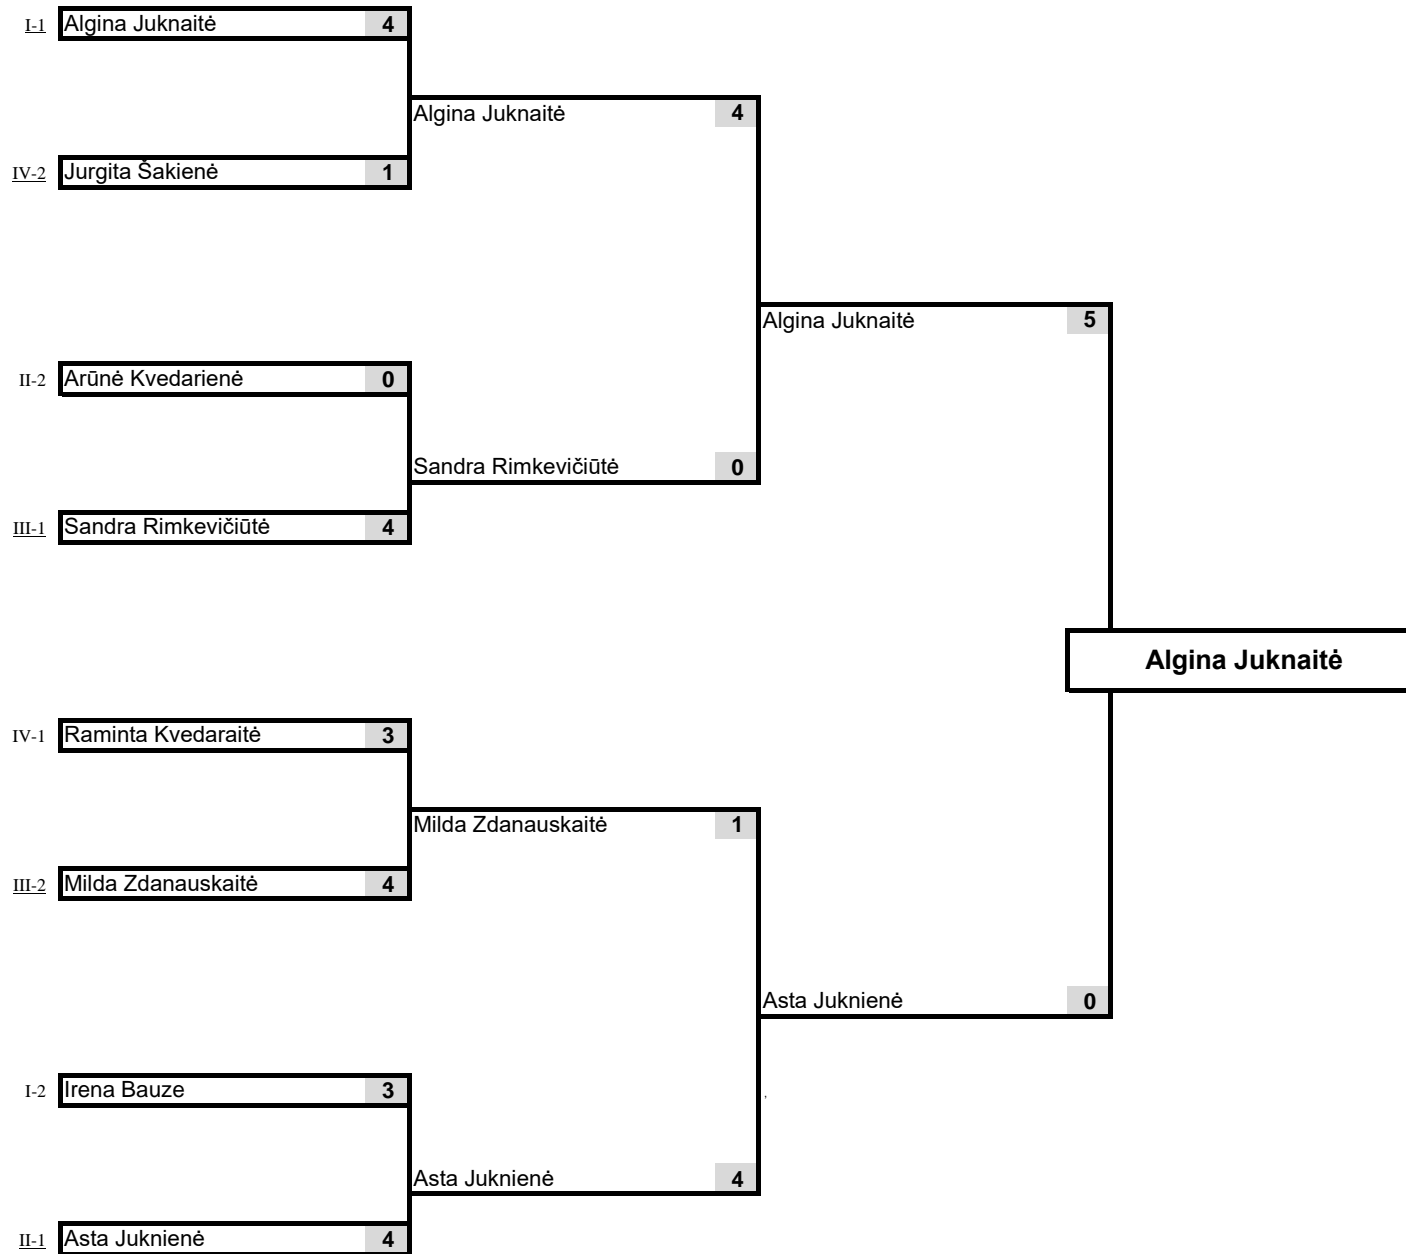 I-1 Algina Juknaitė 4
Algina Juknaitė 4
IV-2 Jurgita Šakienė 1
Algina Juknaitė 5
II-2 Arūnė Kvedarienė 0
Sandra Rimkevičiūtė 0
III-1 Sandra Rimkevičiūtė 4
Algina Juknaitė
IV-1 Raminta Kvedaraitė 3
Milda Zdanauskaitė 1
III-2 Milda Zdanauskaitė 4
Asta Juknienė 0
I-2 Irena Bauze 3
,
Asta Juknienė 4
II-1 Asta Juknienė 4